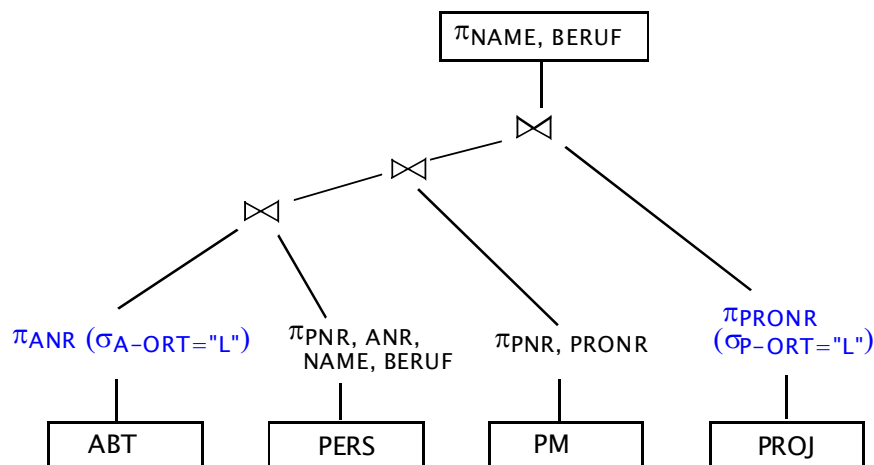 πNAME, BERUF
⋈
⋈
⋈
πANR (σA-ORT="L")
πPNR, ANR,
NAME, BERUF
πPNR, PRONR
πPRONR
(σP-ORT="L")
ABT
PERS
PM
PROJ